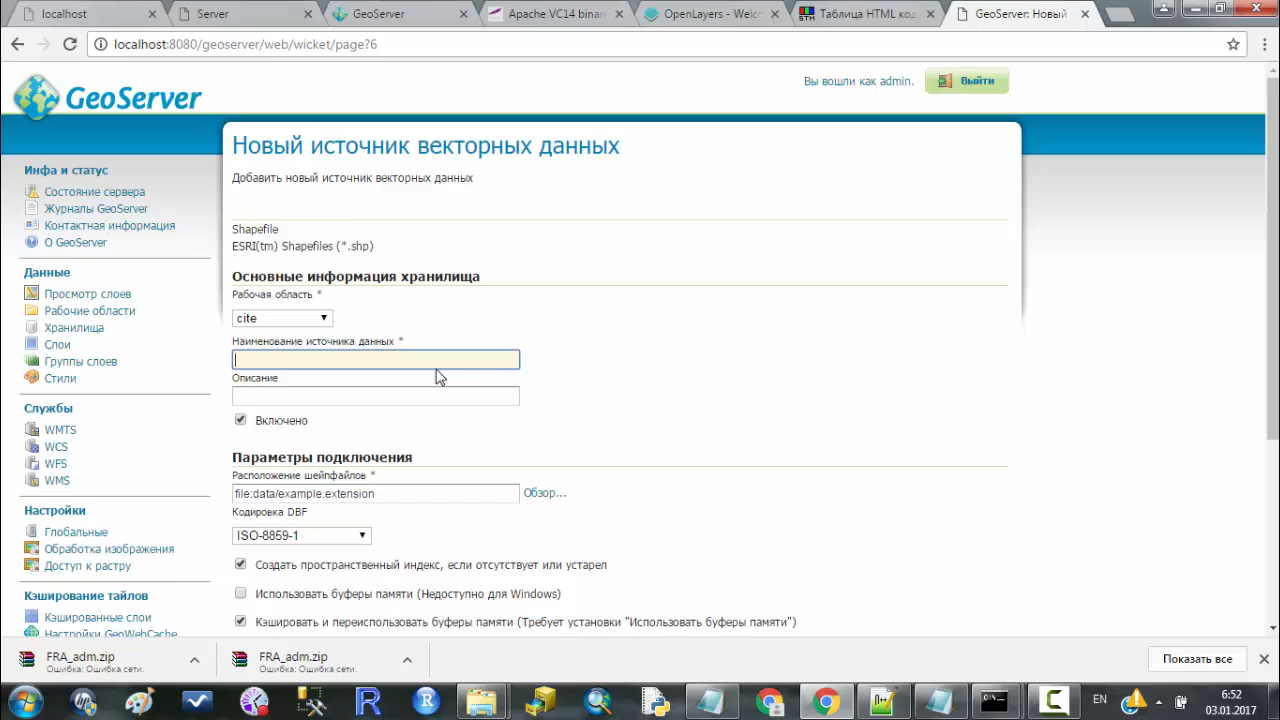 localhost
Server
GeoServer
Apache VC14 binar
OpenLayers - Welc
Таблица HTML код
GeoServer: Новый
localhost:8080/geoserver/web/wicket/page?6
GeoServer
Вы вошли как admin.
Выйти
Новый источник векторных данных
Добавить новый источник векторных данных
Shapefile
ESRI(tm) Shapefiles (*.shp)
Основные информация хранилища
Рабочая область *
cite
Наименование источника данных *
Описание
Включено
Параметры подключения
Расположение шейпфайлов *
file:data/example.extension
Обзор...
Кодировка DBF
ISO-8859-1
Создать пространственный индекс, если отсутствует или устарел
Использовать буферы памяти (Недоступно для Windows)
Кэшировать и переиспользовать буферы памяти (Требует установки "Использовать буферы памяти")
Инфа и статус
Состояние сервера
Журналы GeoServer
Контактная информация
О GeoServer
Данные
Просмотр слоев
Рабочие области
Хранилища
Слои
Группы слоев
Стили
Службы
WMTS
WCS
WFS
WMS
Настройки
Глобальные
Обработка изображения
Доступ к растру
Кэширование тайлов
Кэшированные слои
Настройки GeoWebCache
FRA_adm.zip
Ошибка: Ошибка сети.
FRA_adm.zip
Ошибка: Ошибка сети.
Показать все
EN
6:52
03.01.2017